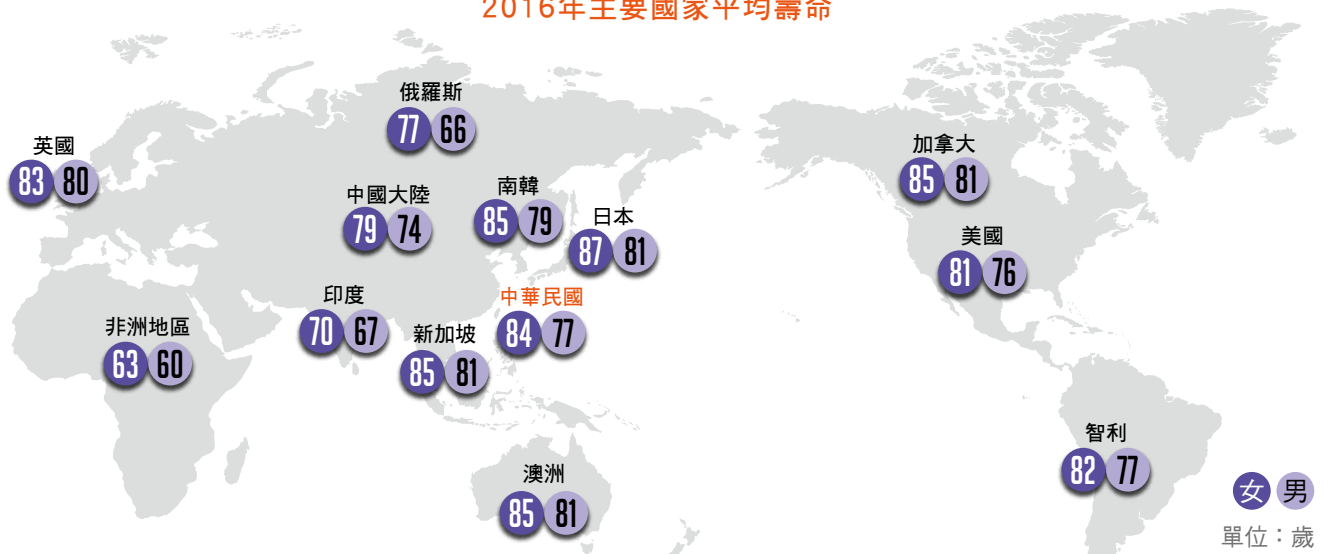 2016年主要國家平均壽命
俄羅斯
77 66
英國
83 80
加拿大
85 81
中國大陸
79 74
南韓
85 79
日本
87 81
美國
81 76
印度
70 67
中華民國
84 77
非洲地區
63 60
新加坡
85 81
智利
82 77
澳洲
85 81
女 男
單位：歲